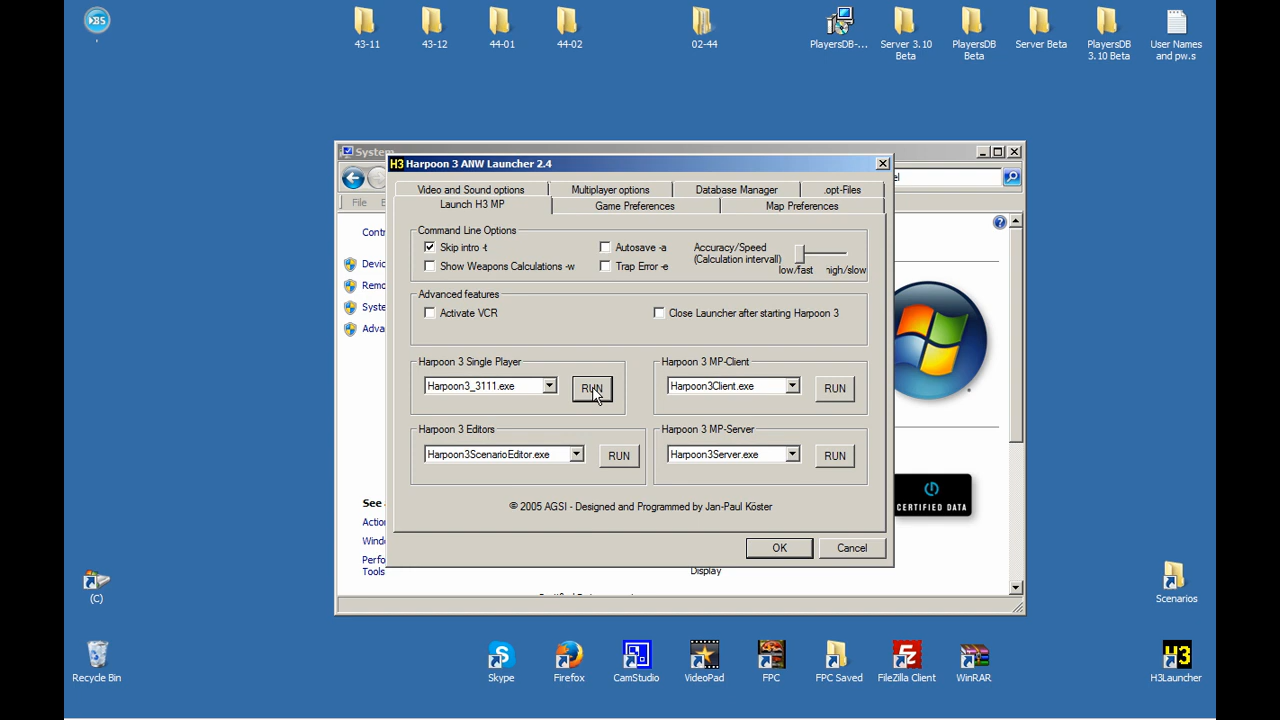 43-11
43-12
44-01
44-02
02-44
PlayersDB-...
Server 3.10
Beta
PlayersDB
Beta
Server Beta
PlayersDB
3.10 Beta
User Names
and pw.s
System
H3 Harpoon 3 ANW Launcher 2.4
Video and Sound options
Multiplayer options
Database Manager
.opt-Files
Launch H3 MP
Game Preferences
Map Preferences
File
Command Line Options
Skip intro -t
Autosave -a
Accuracy/Speed
(Calculation intervall)
Show Weapons Calculations -w
Trap Error -e
low/fast
high/slow
Advanced features
Activate VCR
Close Launcher after starting Harpoon 3
Harpoon 3 Single Player
Harpoon3_3111.exe
RUN
Harpoon 3 MP-Client
Harpoon3Client.exe
RUN
Harpoon 3 Editors
Harpoon3ScenarioEditor.exe
RUN
Harpoon 3 MP-Server
Harpoon3Server.exe
RUN
© 2005 AGSI - Designed and Programmed by Jan-Paul Köster
OK
Cancel
Contr
Devic
Remo
Syste
Adva
See
Action
Windo
Perfo
Tools
Display
CERTIFIED DATA
(C)
Scenarios
Recycle Bin
Skype
Firefox
CamStudio
VideoPad
FPC
FPC Saved
FileZilla Client
WinRAR
H3
H3Launcher